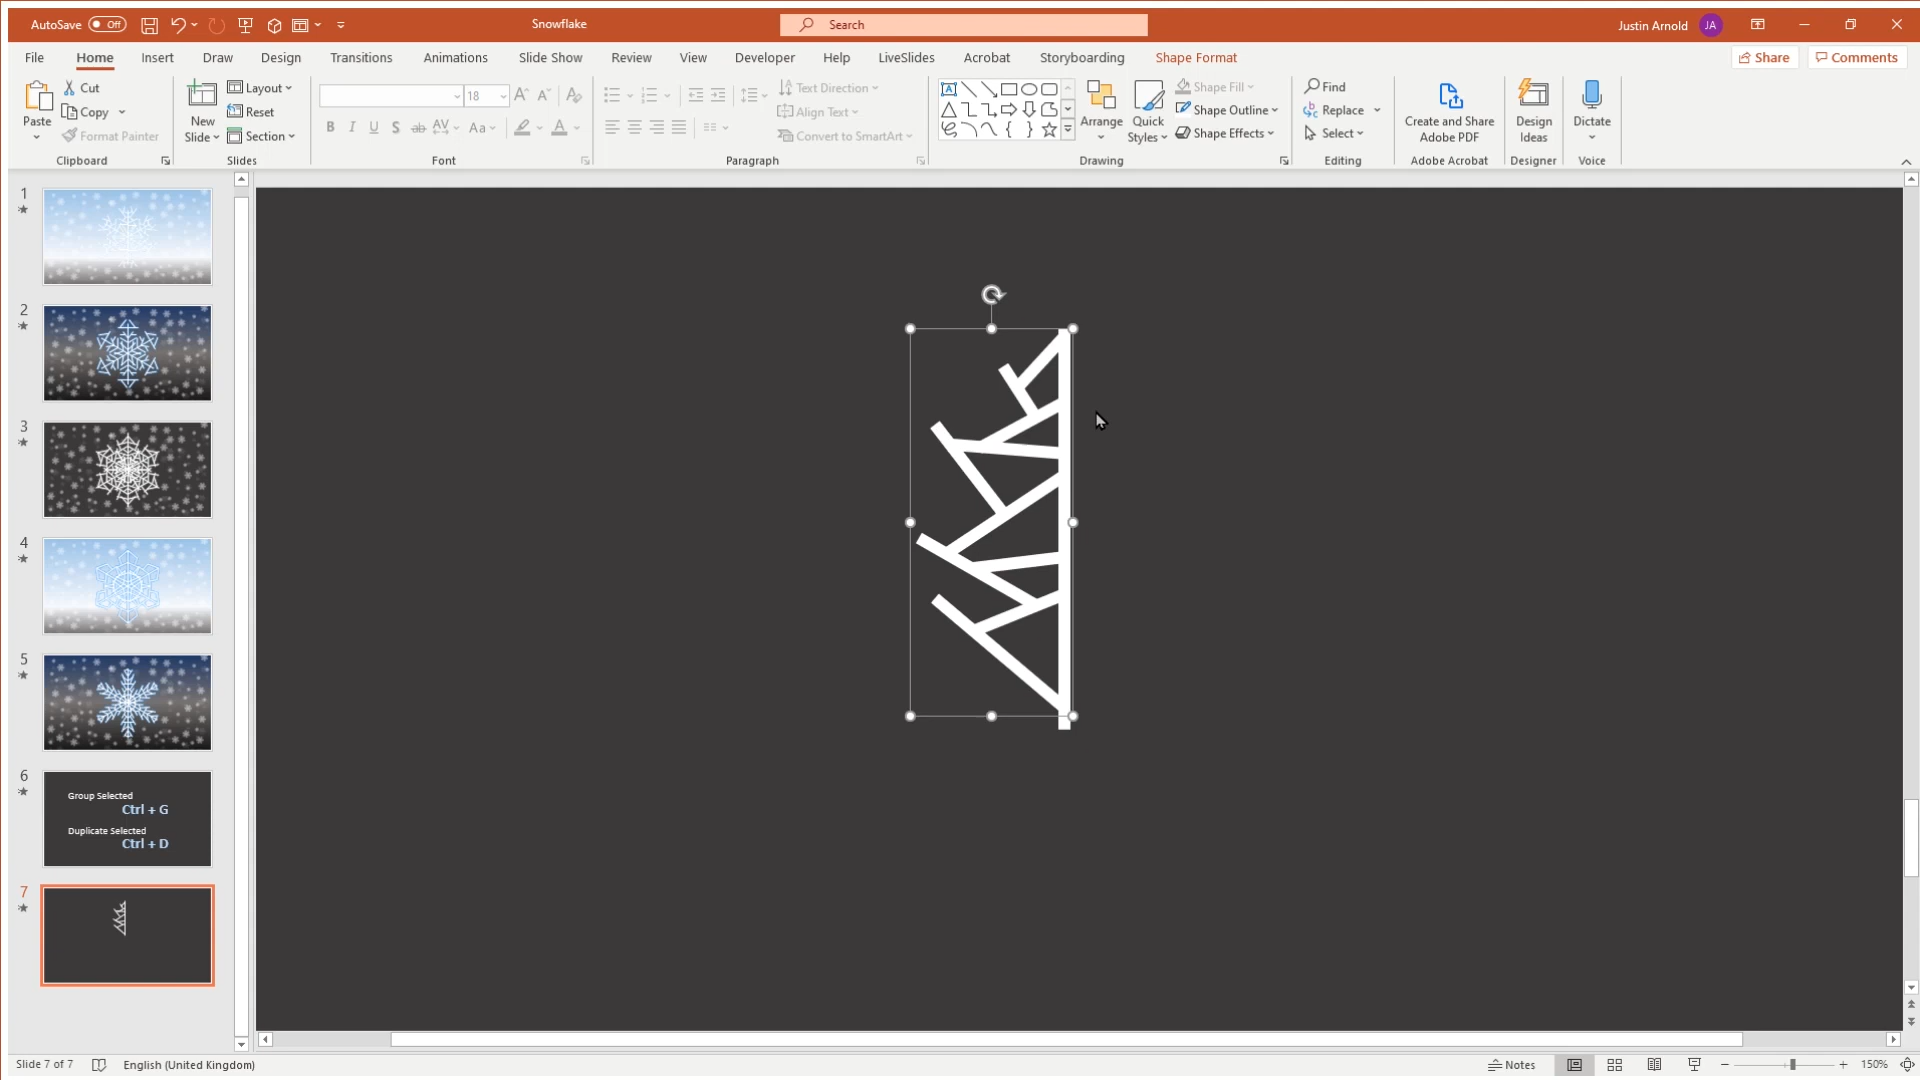 AutoSave Off Snowflake Search Justin Arnold JA
File Home Insert Draw Design Transitions Animations Slide Show Review View Developer Help LiveSlides Acrobat Storyboarding Shape Format Share Comments
Paste
Cut
Copy
Format Painter
Clipboard
New
Slide
Layout
Reset
Section
Slides
18
B I U S ab AV Aa A
Font
Text Direction
Align Text
Convert to SmartArt
Paragraph
Arrange
Quick
Styles
Shape Fill
Shape Outline
Shape Effects
Drawing
Find
Replace
Select
Editing
Create and Share
Adobe PDF
Adobe Acrobat
Design
Ideas
Designer
Dictate
Voice
1
2
3
4
5
6
Group Selected
Ctrl + G
Duplicate Selected
Ctrl + D
7
Slide 7 of 7 English (United Kingdom) Notes 150%